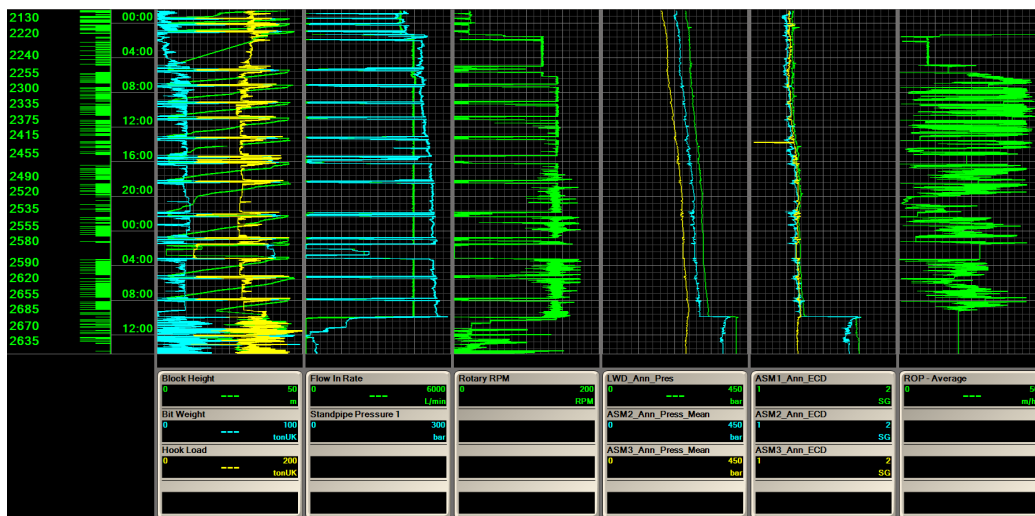 2130 00:00
2220
2240 04:00
2255
2300 08:00
2335
2375 12:00
2415
2455 16:00
2490
2520 20:00
2535
2555 00:00
2580
2590 04:00
2620
2655 08:00
2685
2670 12:00
2635
Block Height
0 50
--- m
Bit Weight
0 100
--- tonUK
Hook Load
0 200
--- tonUK
Flow In Rate
0 6000
--- L/min
Standpipe Pressure 1
0 300
--- bar
Rotary RPM
0 200
--- RPM
LWD_Ann_Pres
0 450
--- bar
ASM2_Ann_Press_Mean
0 450
bar
ASM3_Ann_Press_Mean
0 450
bar
ASM1_Ann_ECD
1 2
SG
ASM2_Ann_ECD
1 2
SG
ASM3_Ann_ECD
1 2
SG
ROP - Average
0
---